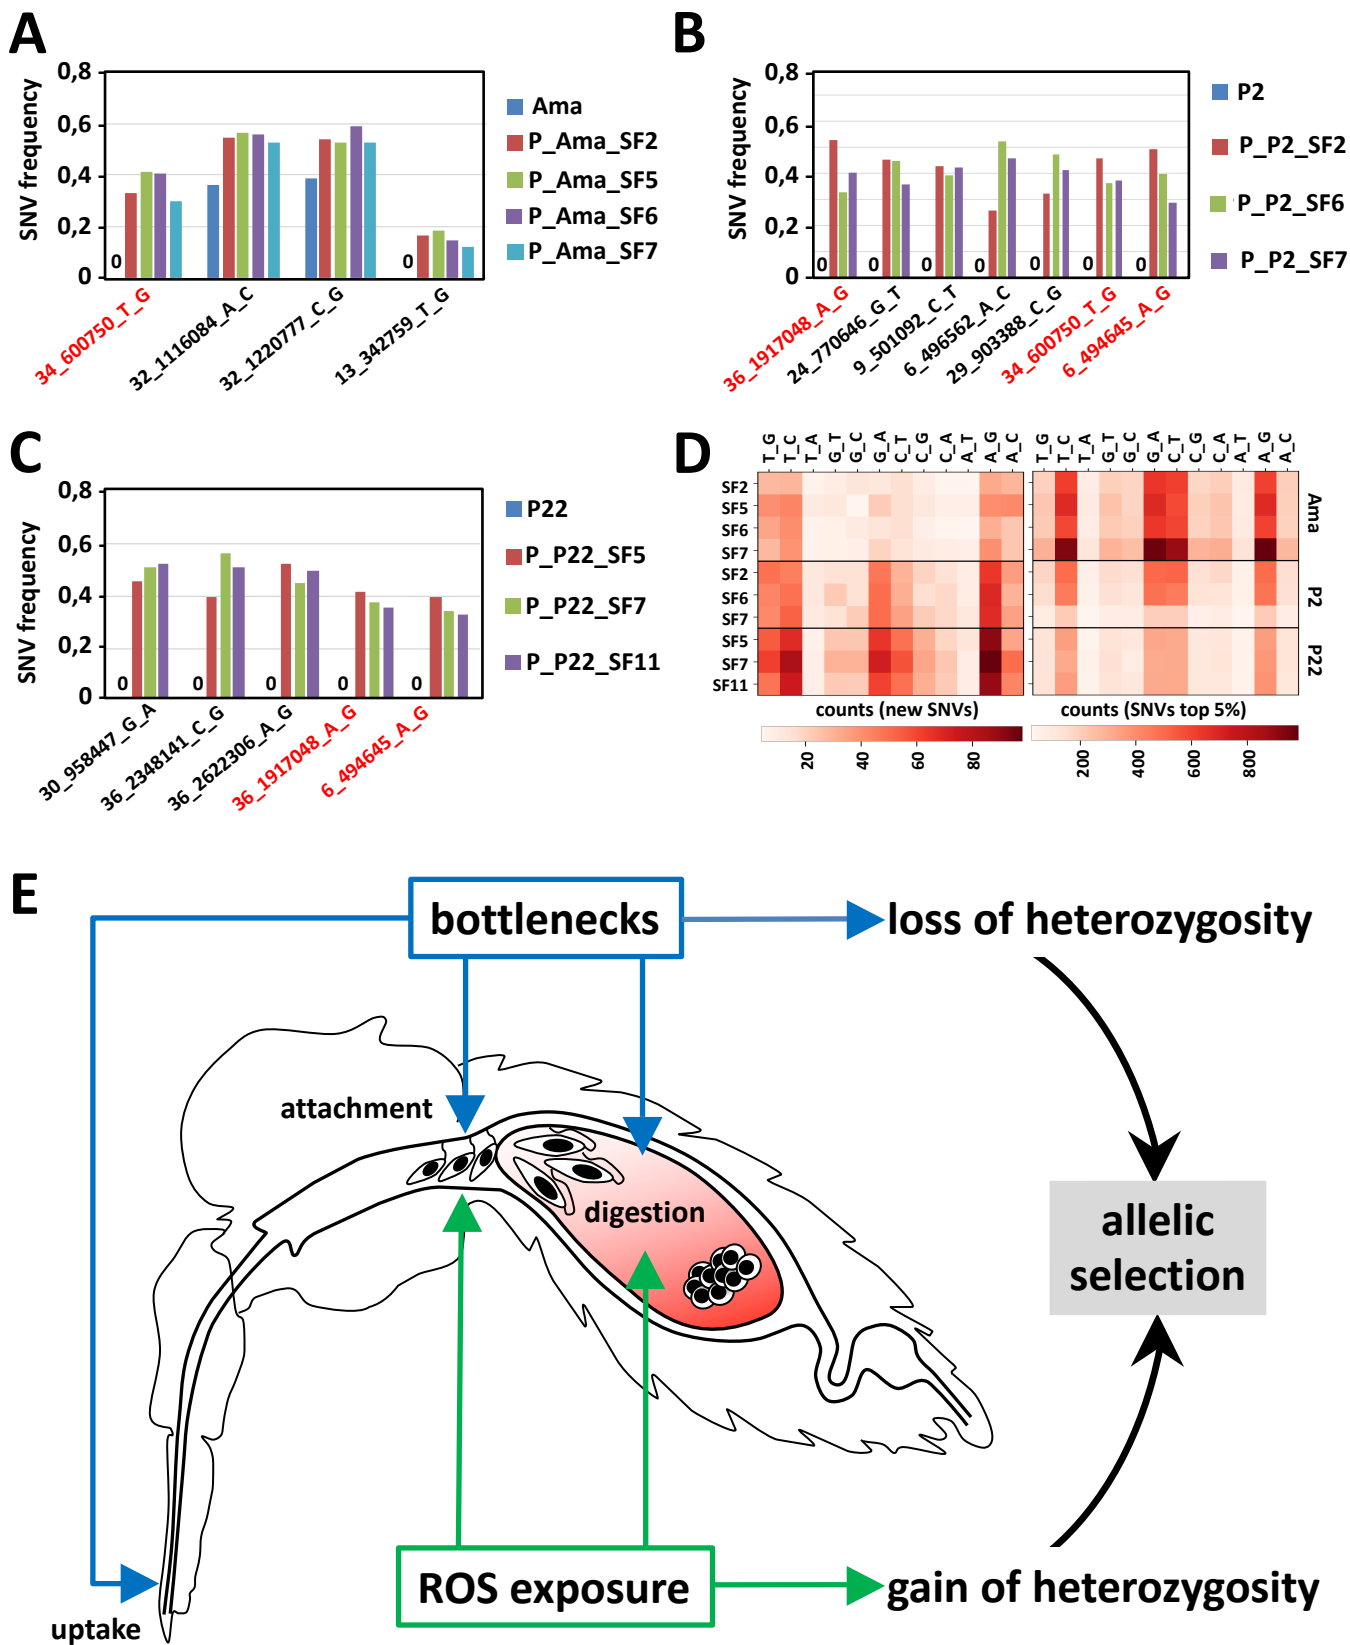 A
0,8
0,6
0,4
0,2
0
SNV frequency
0
0
34_600750_T_G
32_1116084_A_C
32_1220777_C_G
13_342759_T_G
Ama
P_Ama_SF2
P_Ama_SF5
P_Ama_SF6
P_Ama_SF7
B
0,8
0,6
0,4
0,2
0
SNV frequency
0 0 0 0 0 0 0
36_1917048_A_G
24_770646_G_T
9_501092_C_T
6_496562_A_C
29_903388_C_G
34_600750_T_G
6_494645_A_G
P2
P_P2_SF2
P_P2_SF6
P_P2_SF7
C
0,8
0,6
0,4
0,2
0
SNV frequency
0 0 0 0 0
30_958447_G_A
36_2348141_C_G
36_2622306_A_G
36_1917048_A_G
6_494645_A_G
P22
P_P22_SF5
P_P22_SF7
P_P22_SF11
D
T_G T_C T_A G_T G_C G_A C_T C_G C_A A_T A_G A_C
T_G T_C T_A G_T G_C G_A C_T C_G C_A A_T A_G A_C
SF2
SF5
SF6
SF7
SF2
SF6
SF7
SF5
SF7
SF11
Ama
P2
P22
counts (new SNVs)
20 40 60 80
counts (SNVs top 5%)
200 400 600 800
E
bottlenecks
loss of heterozygosity
attachment
digestion
allelic
selection
ROS exposure
gain of heterozygosity
uptake